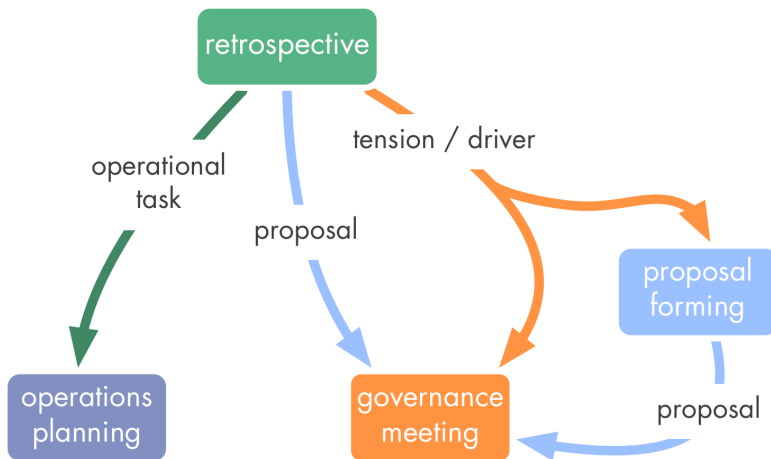 retrospective
tension / driver
operational
task
proposal
proposal
forming
operations
planning
governance
meeting
proposal